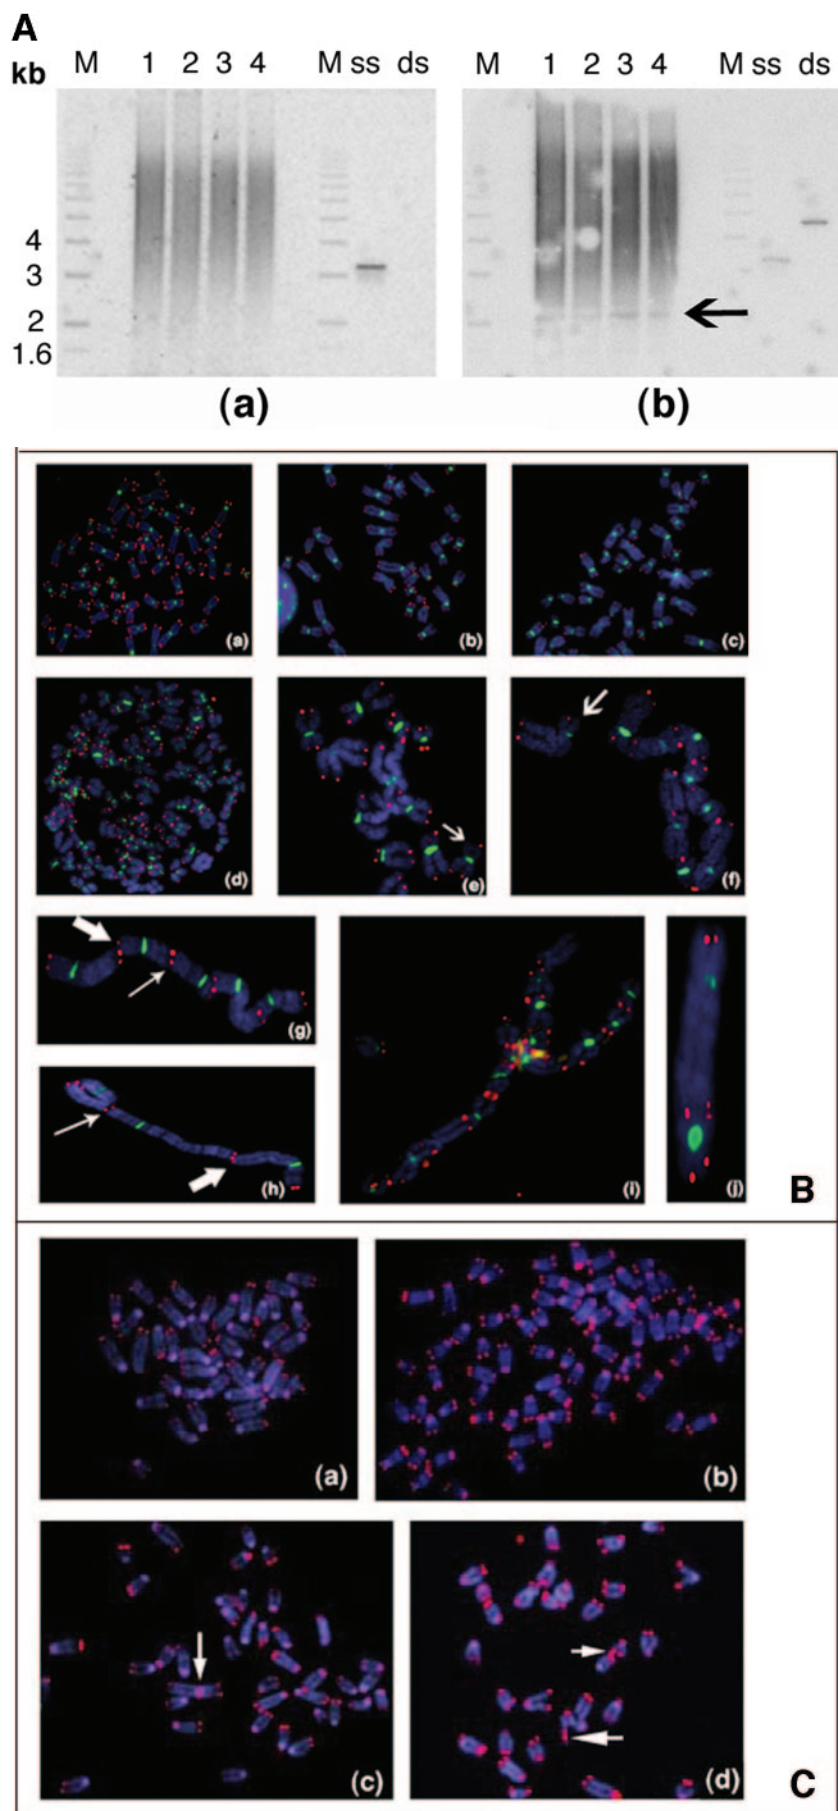 A
kb M 1 2 3 4 M ss ds M 1 2 3 4 M ss ds
4
3
2
1.6
(a) (b)
(a) (b) (c)
(d) (e) (f)
(g) (i) (j)
(h) B
(a) (b)
(c) (d) C